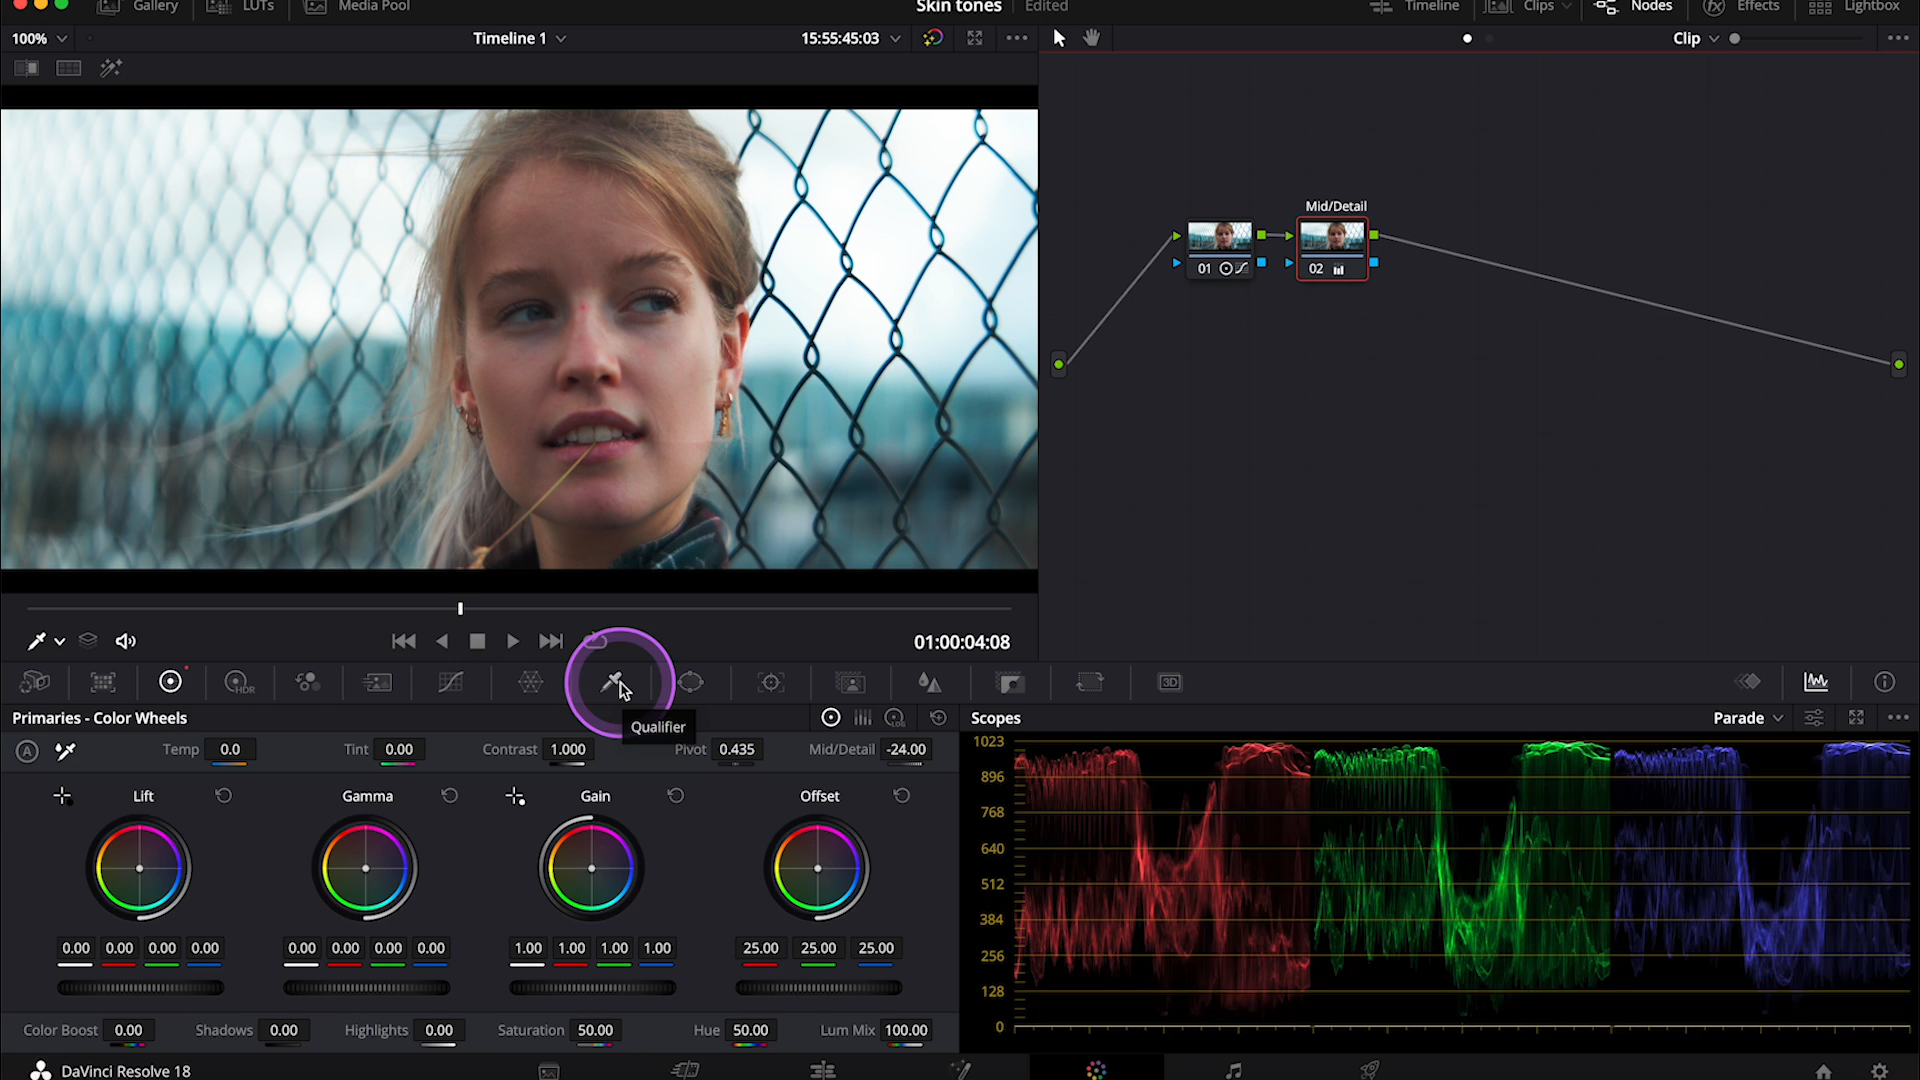 Gallery LUTs Media Pool Skin tones Edited Timeline Clips Nodes Effects Lightbox
100% Timeline 1 15:55:45:03 Clip
Mid/Detail
01 02
01:00:04:08
HDR 3D
Primaries - Color Wheels LOG Scopes Parade
Qualifier
Temp 0.0 Tint 0.00 Contrast 1.000 Pivot 0.435 Mid/Detail -24.00
A
Lift Gamma Gain Offset
0.00 0.00 0.00 0.00 0.00 0.00 0.00 0.00 1.00 1.00 1.00 1.00 25.00 25.00 25.00
Color Boost 0.00 Shadows 0.00 Highlights 0.00 Saturation 50.00 Hue 50.00 Lum Mix 100.00
1023
896
768
640
512
384
256
128
0
DaVinci Resolve 18